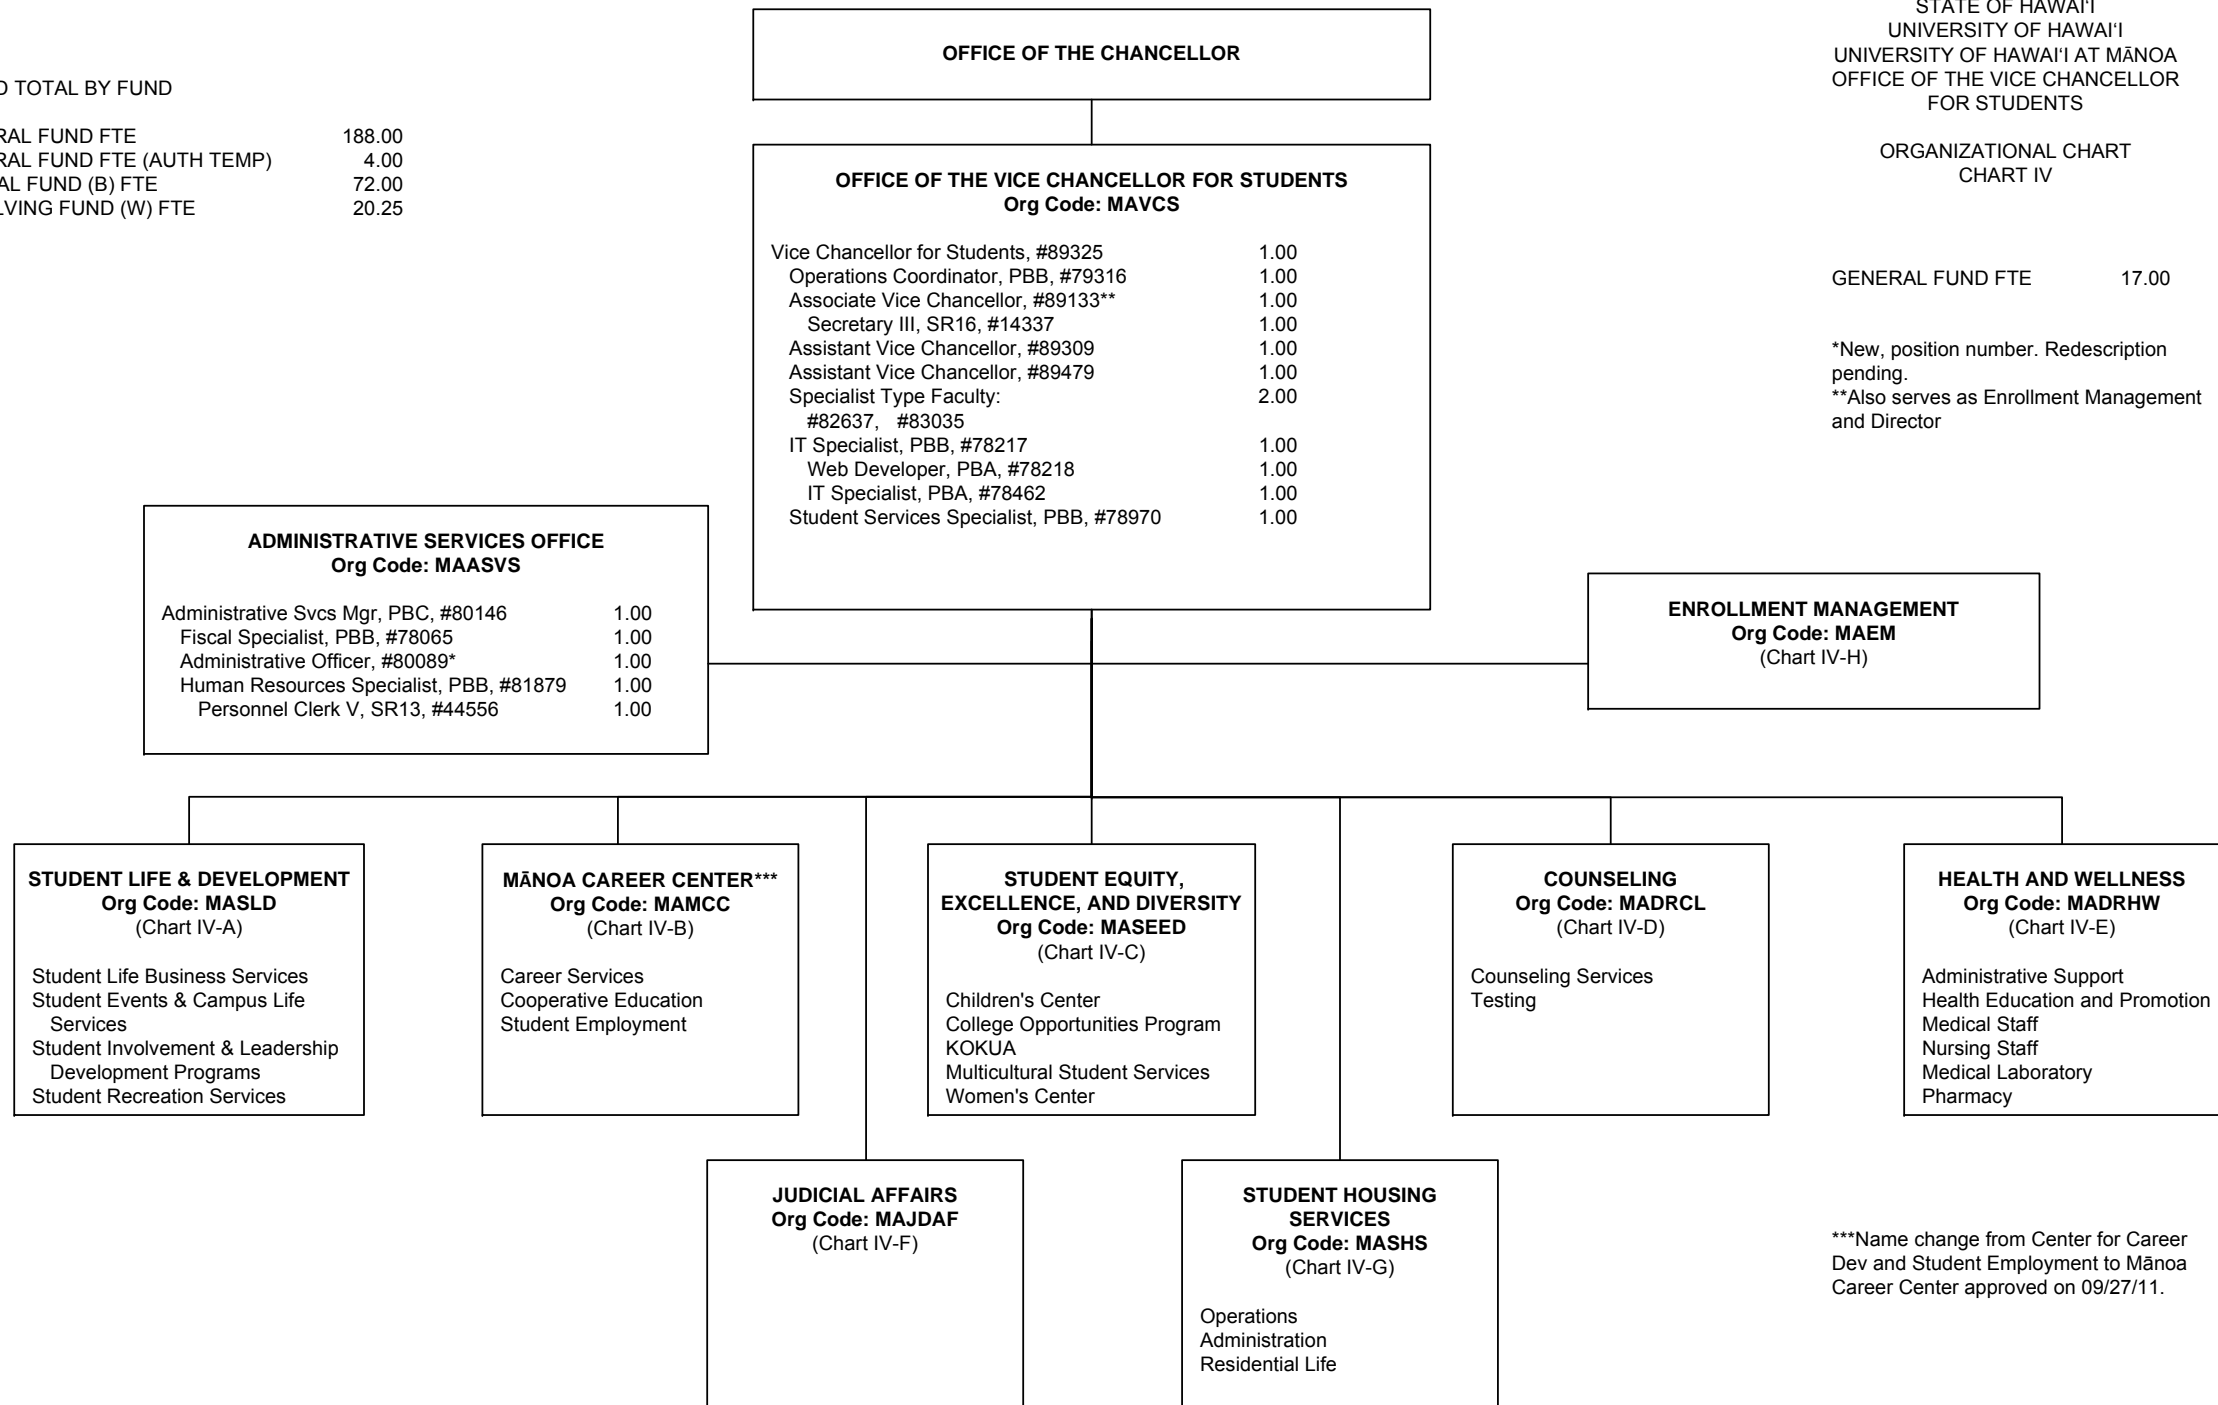 OFFICE OF THE CHANCELLOR
STATE OF HAWAI‘I
UNIVERSITY OF HAWAI‘I
UNIVERSITY OF HAWAI‘I AT MĀNOA
OFFICE OF THE VICE CHANCELLOR
FOR STUDENTS
ORGANIZATIONAL CHART
CHART IV
TOTAL BY FUND
FUND FTE 188.00
FUND FTE (AUTH TEMP) 4.00
FUND (B) FTE 72.00
FUND (W) FTE 20.25
OFFICE OF THE VICE CHANCELLOR FOR STUDENTS
Org Code: MAVCS
Vice Chancellor for Students, #89325 1.00
Operations Coordinator, PBB, #79316 1.00
Associate Vice Chancellor, #89133** 1.00
Secretary III, SR16, #14337 1.00
Assistant Vice Chancellor, #89309 1.00
Assistant Vice Chancellor, #89479 1.00
Specialist Type Faculty: 2.00
#82637, #83035
IT Specialist, PBB, #78217 1.00
Web Developer, PBA, #78218 1.00
IT Specialist, PBA, #78462 1.00
Student Services Specialist, PBB, #78970 1.00
GENERAL FUND FTE 17.00
*New, position number. Redescription
pending.
**Also serves as Enrollment Management
and Director
ADMINISTRATIVE SERVICES OFFICE
Org Code: MAASVS
Administrative Svcs Mgr, PBC, #80146 1.00
Fiscal Specialist, PBB, #78065 1.00
Administrative Officer, #80089* 1.00
Human Resources Specialist, PBB, #81879 1.00
Personnel Clerk V, SR13, #44556 1.00
ENROLLMENT MANAGEMENT
Org Code: MAEM
(Chart IV-H)
STUDENT LIFE & DEVELOPMENT
Org Code: MASLD
(Chart IV-A)
Student Life Business Services
Student Events & Campus Life
Services
Student Involvement & Leadership
Development Programs
Student Recreation Services
MĀNOA CAREER CENTER***
Org Code: MAMCC
(Chart IV-B)
Career Services
Cooperative Education
Student Employment
STUDENT EQUITY,
EXCELLENCE, AND DIVERSITY
Org Code: MASEED
(Chart IV-C)
Children's Center
College Opportunities Program
KOKUA
Multicultural Student Services
Women's Center
COUNSELING
Org Code: MADRCL
(Chart IV-D)
Counseling Services
Testing
HEALTH AND WELLNESS
Org Code: MADRHW
(Chart IV-E)
Administrative Support
Health Education and Promotion
Medical Staff
Nursing Staff
Medical Laboratory
Pharmacy
JUDICIAL AFFAIRS
Org Code: MAJDAF
(Chart IV-F)
STUDENT HOUSING
SERVICES
Org Code: MASHS
(Chart IV-G)
Operations
Administration
Residential Life
***Name change from Center for Career
Dev and Student Employment to Mānoa
Career Center approved on 09/27/11.